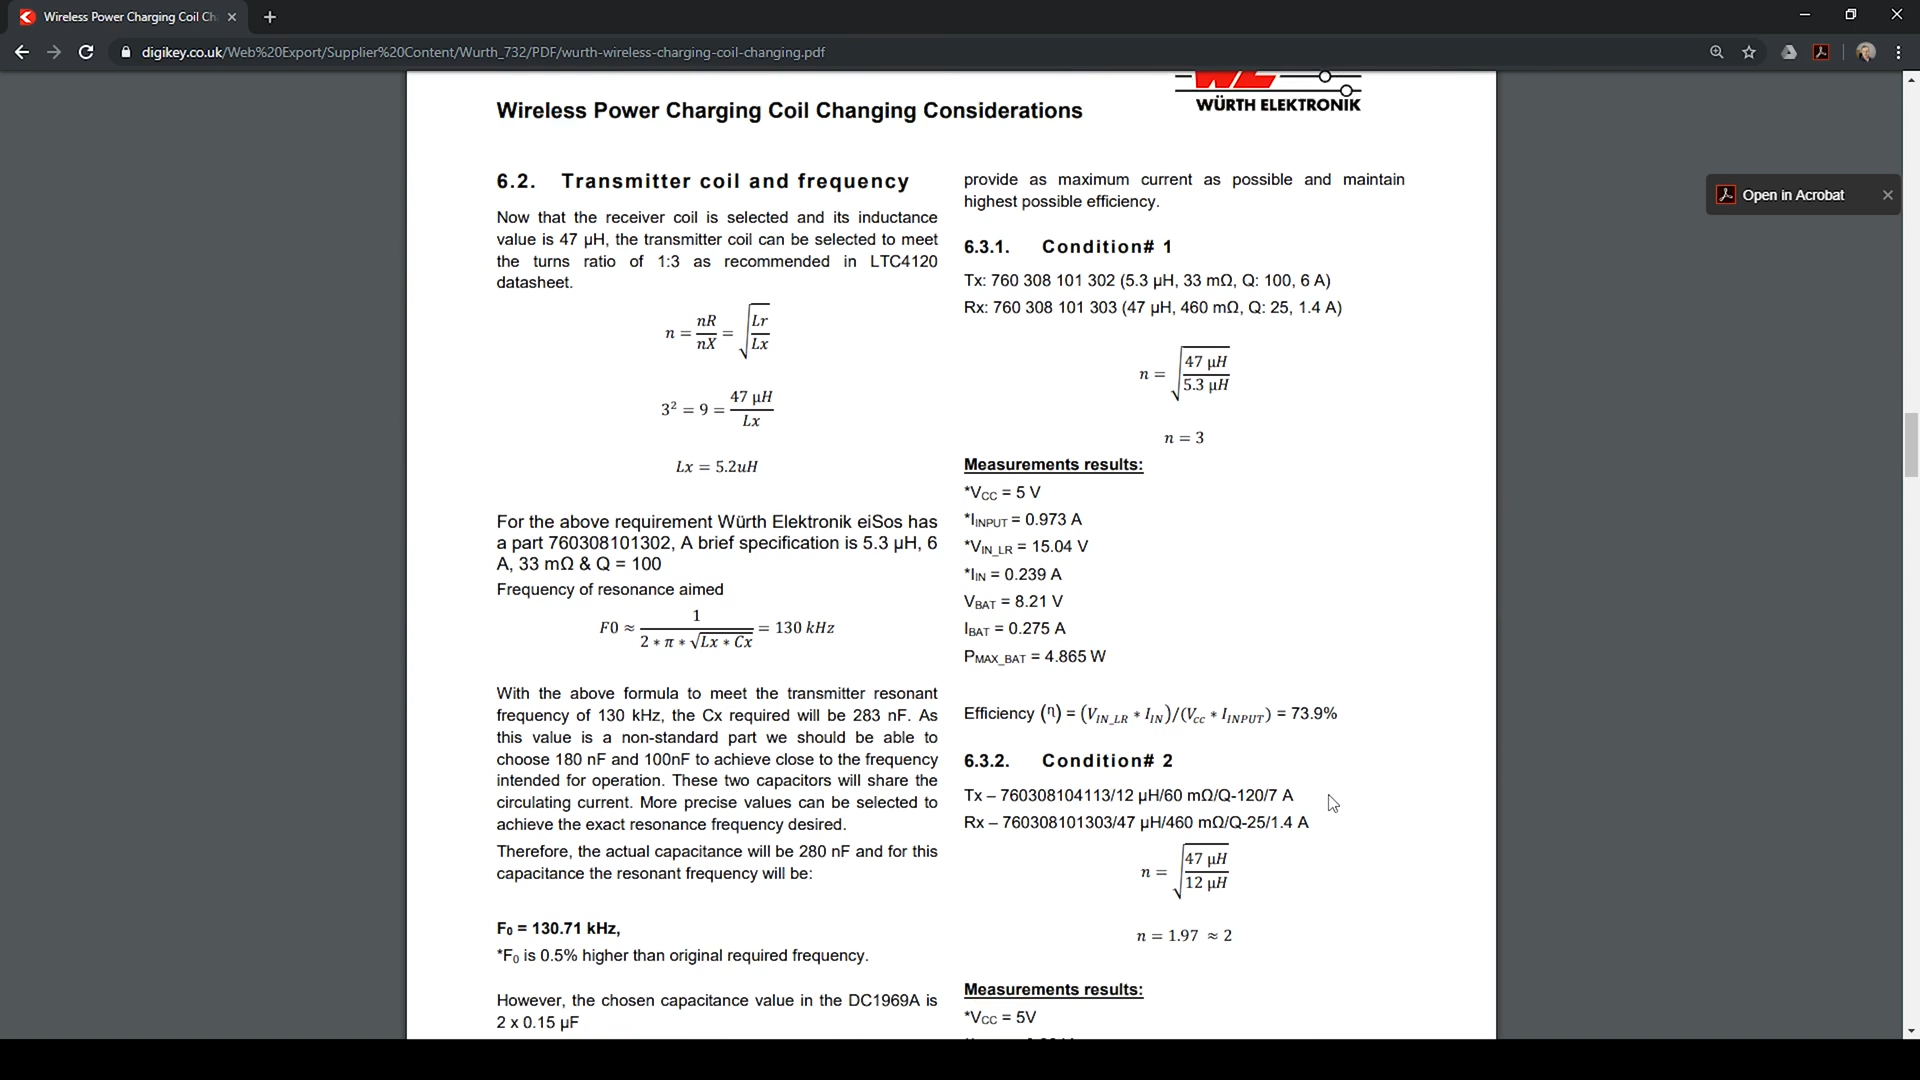 Wireless Power Charging Coil Ch
digikey.co.uk/Web%20Export/Supplier%20Content/Wurth_732/PDF/wurth-wireless-charging-coil-changing.pdf
Open in Acrobat
WÜRTH ELEKTRONIK
Wireless Power Charging Coil Changing Considerations
6.2. Transmitter coil and frequency
Now that the receiver coil is selected and its inductance
value is 47 µH, the transmitter coil can be selected to meet
the turns ratio of 1:3 as recommended in LTC4120
datasheet.
n = nR/nX = √(Lr/Lx)
3² = 9 = 47 µH/Lx
Lx = 5.2uH
For the above requirement Würth Elektronik eiSos has
a part 760308101302, A brief specification is 5.3 µH, 6
A, 33 mΩ & Q = 100
Frequency of resonance aimed
F0 ≈ 1/(2 * π * √(Lx * Cx)) = 130 kHz
With the above formula to meet the transmitter resonant
frequency of 130 kHz, the Cx required will be 283 nF. As
this value is a non-standard part we should be able to
choose 180 nF and 100nF to achieve close to the frequency
intended for operation. These two capacitors will share the
circulating current. More precise values can be selected to
achieve the exact resonance frequency desired.
Therefore, the actual capacitance will be 280 nF and for this
capacitance the resonant frequency will be:
F₀ = 130.71 kHz,
*F₀ is 0.5% higher than original required frequency.
However, the chosen capacitance value in the DC1969A is
2 x 0.15 µF
provide as maximum current as possible and maintain
highest possible efficiency.
6.3.1. Condition# 1
Tx: 760 308 101 302 (5.3 µH, 33 mΩ, Q: 100, 6 A)
Rx: 760 308 101 303 (47 µH, 460 mΩ, Q: 25, 1.4 A)
n = √(47 µH/5.3 µH)
n = 3
Measurements results:
*VCC = 5 V
*IINPUT = 0.973 A
*VIN_LR = 15.04 V
*IIN = 0.239 A
VBAT = 8.21 V
IBAT = 0.275 A
PMAX_BAT = 4.865 W
Efficiency (η) = (VIN_LR * IIN)/(Vcc * IINPUT) = 73.9%
6.3.2. Condition# 2
Tx – 760308104113/12 µH/60 mΩ/Q-120/7 A
Rx – 760308101303/47 µH/460 mΩ/Q-25/1.4 A
n = √(47 µH/12 µH)
n = 1.97 ≈ 2
Measurements results:
*VCC = 5V